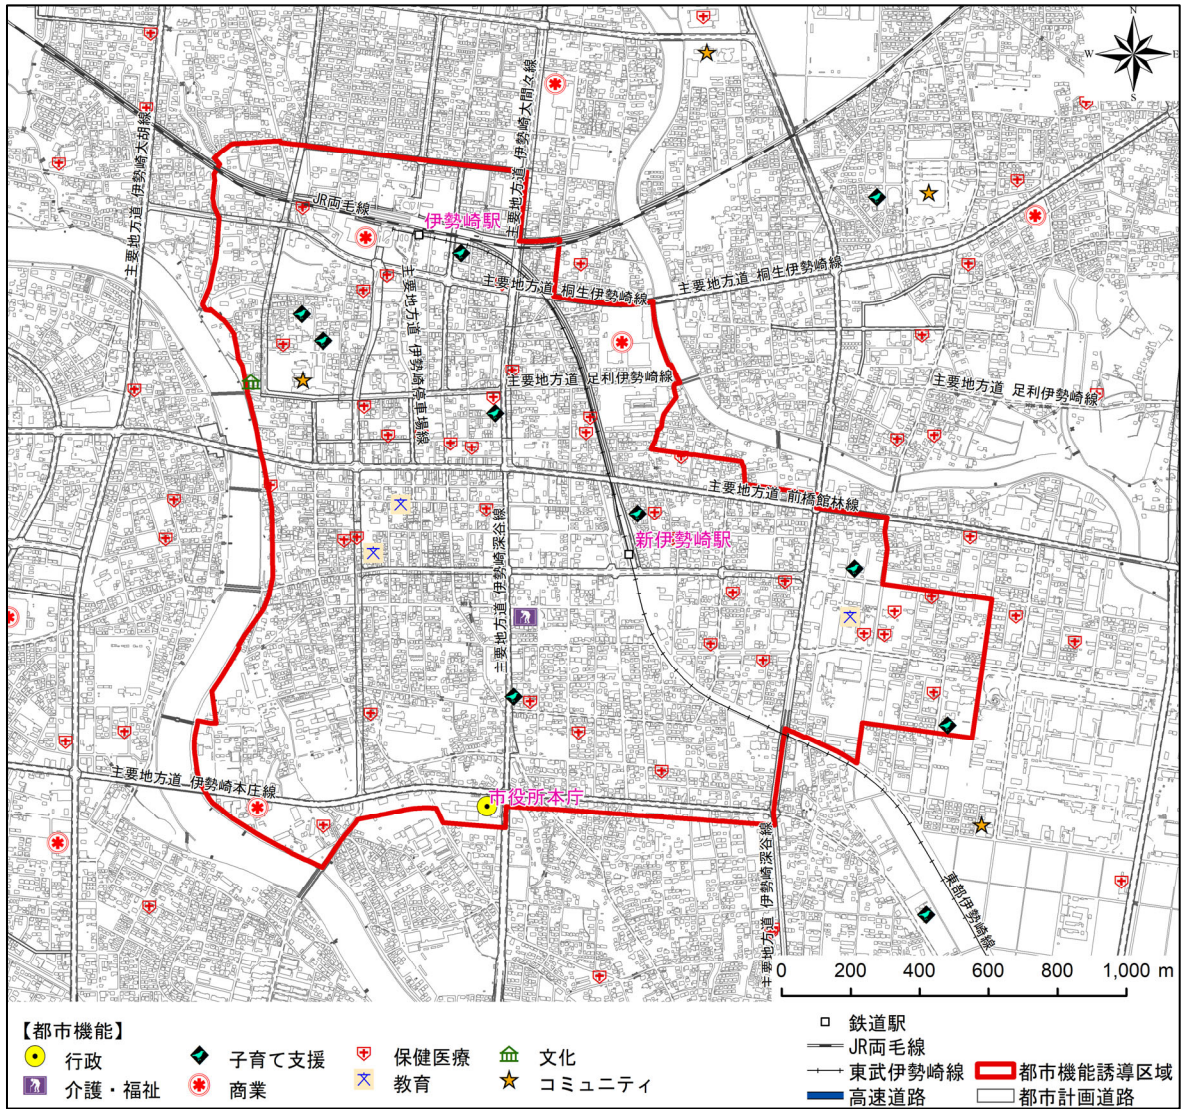 N
W E
S
主要地方道 伊勢崎大胡線
主要地方道 伊勢崎大間々線
JR両毛線
伊勢崎駅
主要地方道 桐生伊勢崎線
主要地方道 桐生伊勢崎線
主要地方道 伊勢崎停車場線
主要地方道 足利伊勢崎線
主要地方道 足利伊勢崎線
主要地方道 前橋館林線
主要地方道 伊勢崎深谷線
新伊勢崎駅
主要地方道 伊勢崎本庄線
市役所本庁
主要地方道 伊勢崎深谷線
東部伊勢崎線
0 200 400 600 800 1,000 m
【都市機能】
行政 子育て支援 保健医療 文化
介護・福祉 商業 教育 コミュニティ
鉄道駅
JR両毛線
東武伊勢崎線 都市機能誘導区域
高速道路 都市計画道路